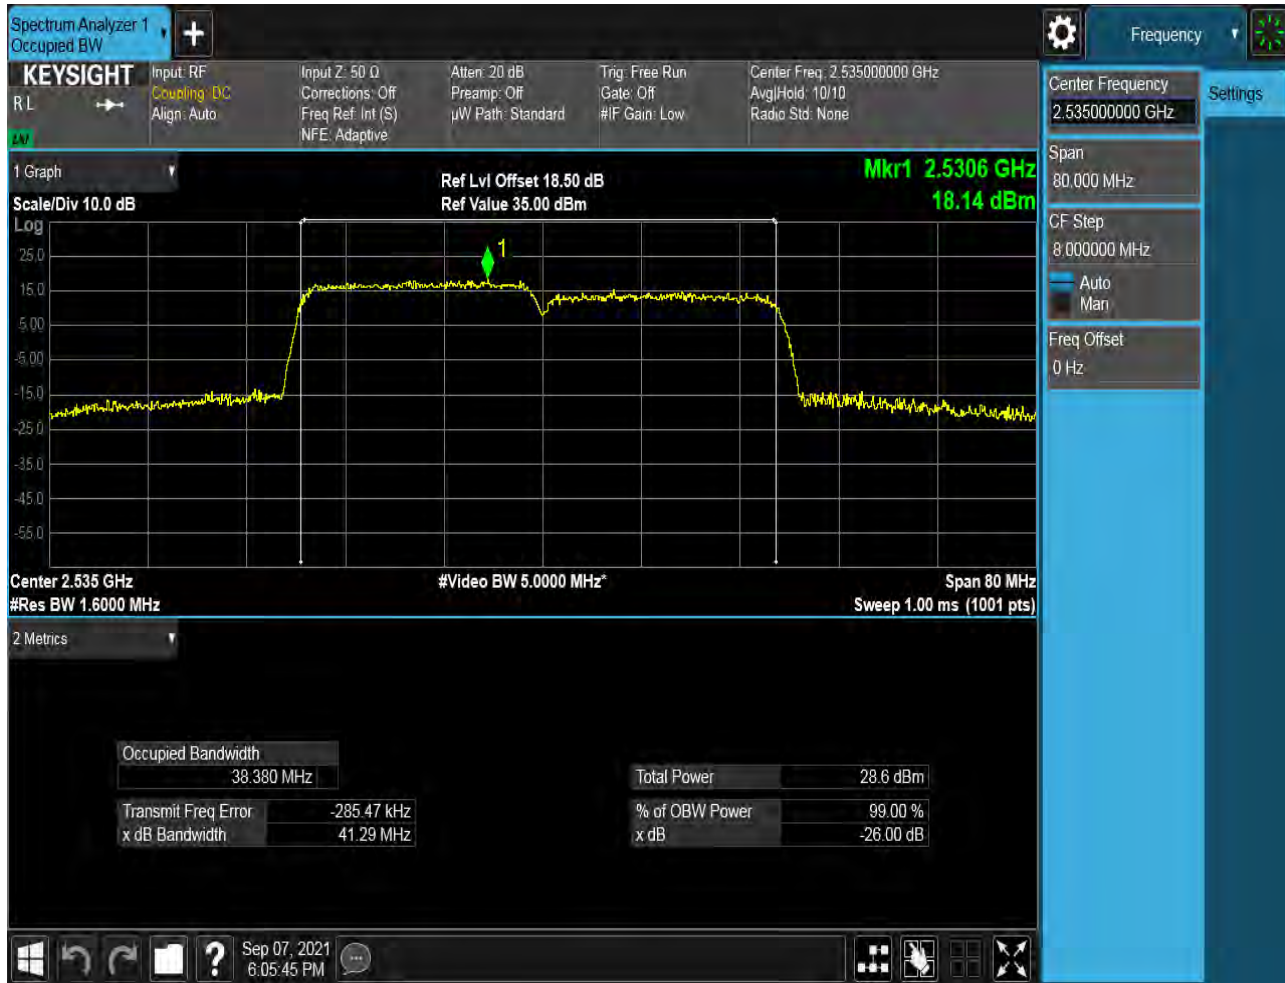 Spectrum Analyzer 1
Occupied BW
Frequency
KEYSIGHT
R L
Input: RF
Coupling: DC
Align: Auto
Input Z: 50 Ω
Corrections: Off
Freq Ref: Int (S)
NFE: Adaptive
Atten: 20 dB
Preamp: Off
µW Path: Standard
Trig: Free Run
Gate: Off
#IF Gain: Low
Center Freq: 2.535000000 GHz
Avg|Hold: 10/10
Radio Std: None
Center Frequency
2.535000000 GHz
Settings
Span
80.000 MHz
CF Step
8.000000 MHz
Auto
Man
Freq Offset
0 Hz
1 Graph
Scale/Div 10.0 dB
Ref Lvl Offset 18.50 dB
Ref Value 35.00 dBm
Mkr1 2.5306 GHz
18.14 dBm
Log
25.0
15.0
5.00
-5.00
-15.0
-25.0
-35.0
-45.0
-55.0
1
Center 2.535 GHz
#Res BW 1.6000 MHz
#Video BW 5.0000 MHz*
Span 80 MHz
Sweep 1.00 ms (1001 pts)
2 Metrics
Occupied Bandwidth
38.380 MHz
Transmit Freq Error -285.47 kHz
x dB Bandwidth 41.29 MHz
Total Power 28.6 dBm
% of OBW Power 99.00 %
x dB -26.00 dB
?
Sep 07, 2021
6:05:45 PM